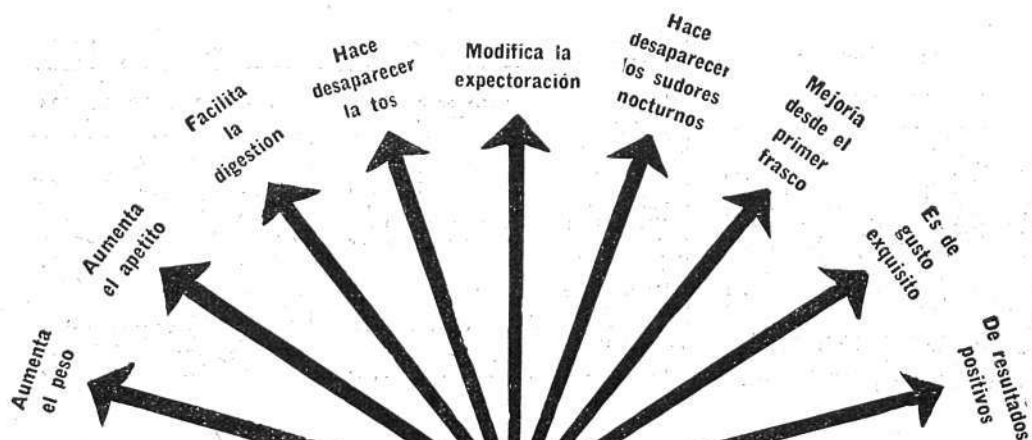 Aumenta
el peso
Aumenta
el apetito
Facilita
la
digestion
Hace
desaparecer
la tos
Modifica la
expectoración
Hace
desaparecer
los sudores
nocturnos
Mejoria
desde el
primer
frasco
Es de
gusto
exquisito
De resultados
positivos